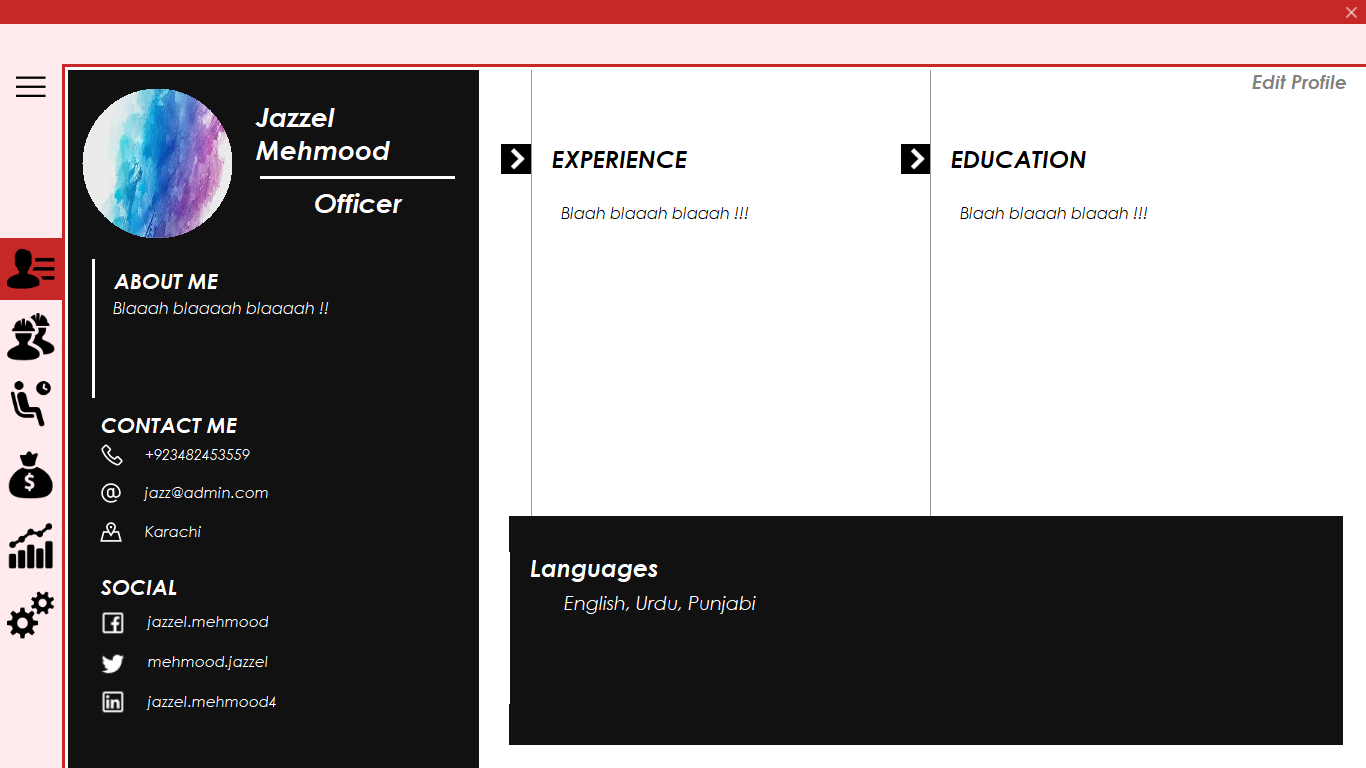 Edit Profile
Jazzel
Mehmood
Officer
ABOUT ME
Blaaah blaaaah blaaaah !!
CONTACT ME
+923482453559
jazz@admin.com
Karachi
SOCIAL
jazzel.mehmood
mehmood.jazzel
jazzel.mehmood4
EXPERIENCE
Blaah blaaah blaaah !!!
EDUCATION
Blaah blaaah blaaah !!!
Languages
English, Urdu, Punjabi